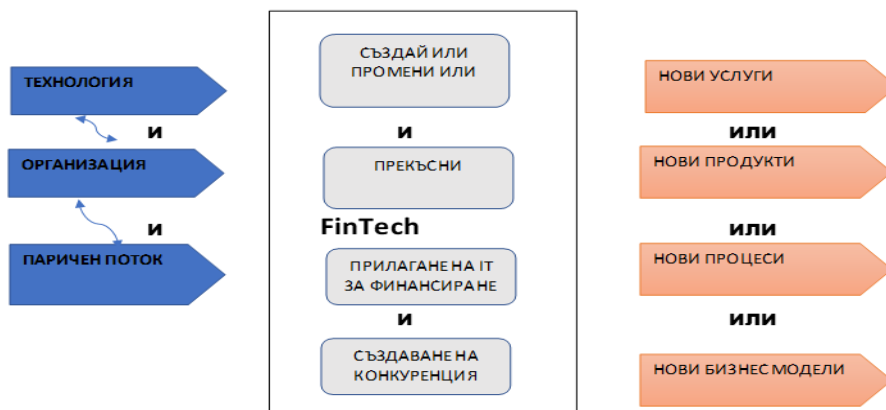 ТЕХНОЛОГИЯ
и
ОРГАНИЗАЦИЯ
и
ПАРИЧЕН ПОТОК
СЪЗДАЙ ИЛИ
ПРОМЕНИ ИЛИ
и
ПРЕКЪСНИ
FinTech
ПРИЛАГАНЕ НА IT
ЗА ФИНАНСИРАНЕ
и
СЪЗДАВАНЕ НА
КОНКУРЕНЦИЯ
НОВИ УСЛУГИ
или
НОВИ ПРОДУКТИ
или
НОВИ ПРОЦЕСИ
или
НОВИ БИЗНЕС МОДЕЛИ